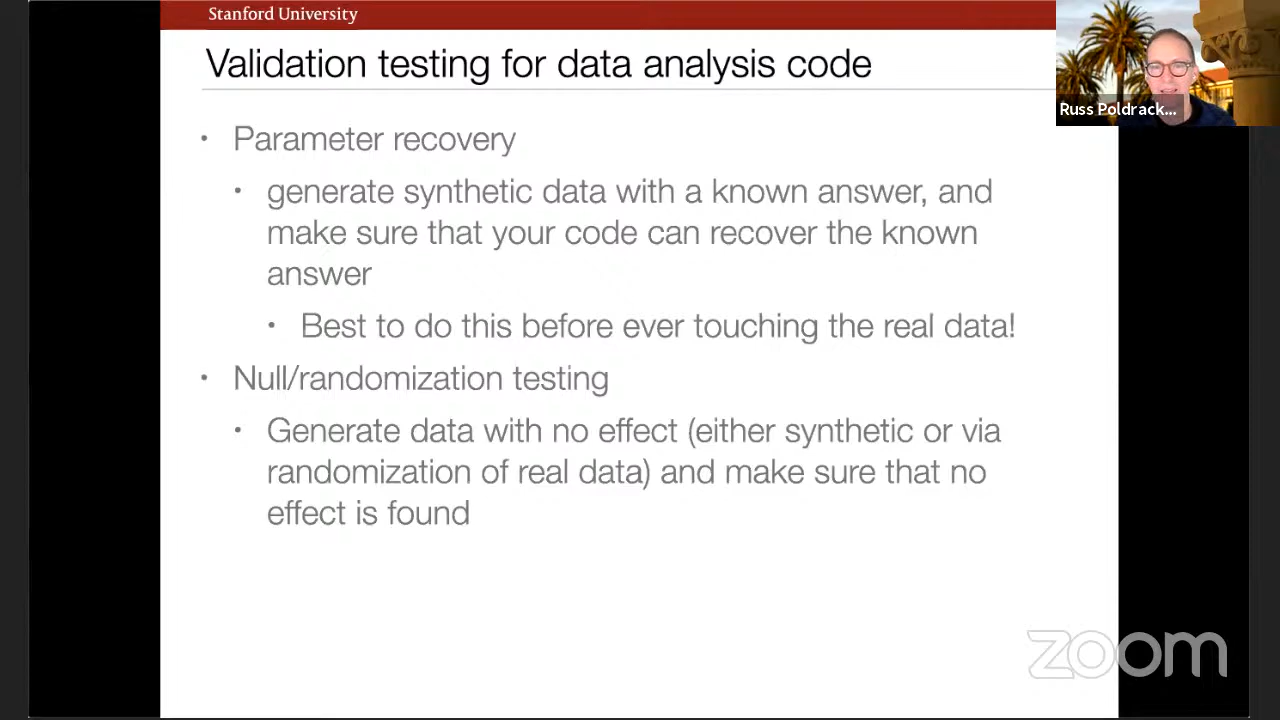 Stanford University
Validation testing for data analysis code
Russ Poldrack...
• Parameter recovery
• generate synthetic data with a known answer, and
make sure that your code can recover the known
answer
• Best to do this before ever touching the real data!
• Null/randomization testing
• Generate data with no effect (either synthetic or via
randomization of real data) and make sure that no
effect is found
zoom